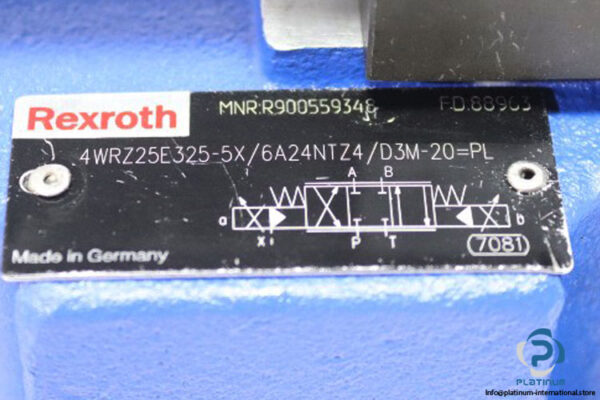 Rexroth
MNR:R900559348 FD:88963
4WRZ25E325-5X/6A24NTZ4/D3M-20=PL
A B
a b
X P T
7081
Made in Germany
P
PLATINUM
Info@platinum-international.store